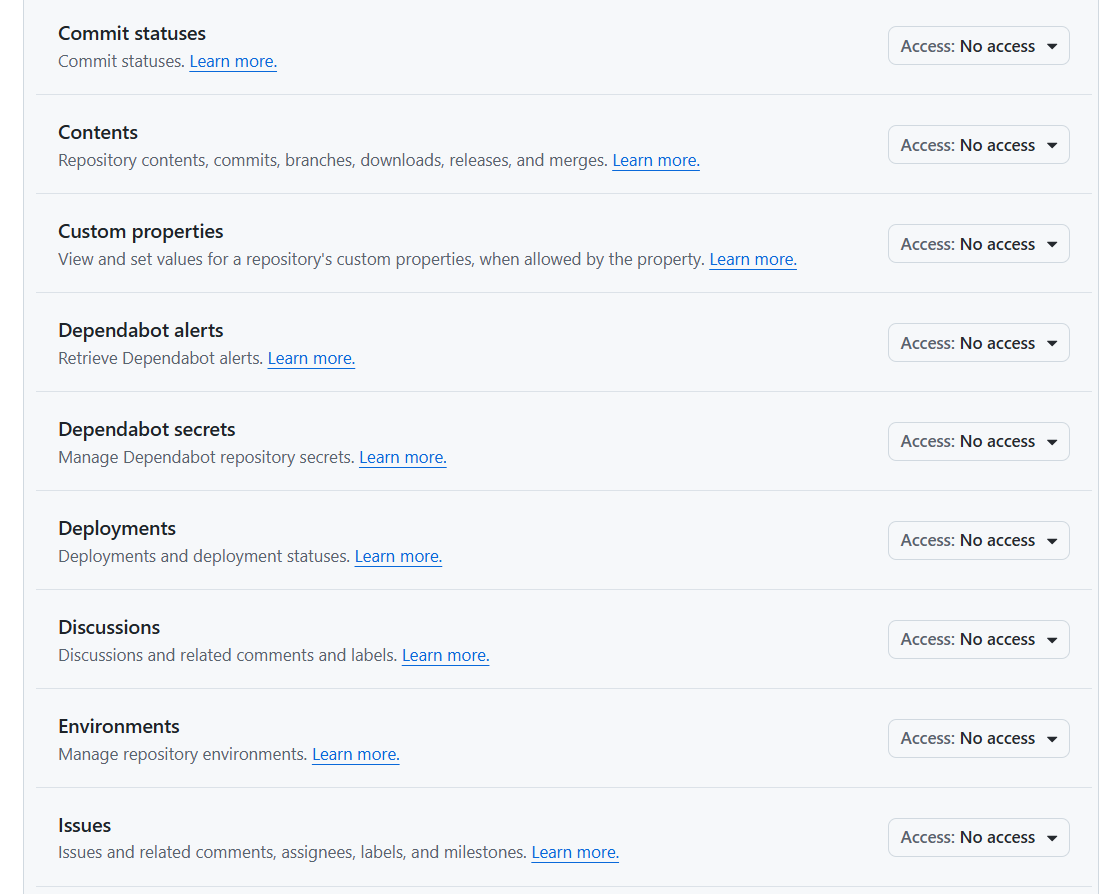 Commit statuses
Commit statuses. Learn more.
Access: No access
Contents
Repository contents, commits, branches, downloads, releases, and merges. Learn more.
Access: No access
Custom properties
View and set values for a repository's custom properties, when allowed by the property. Learn more.
Access: No access
Dependabot alerts
Retrieve Dependabot alerts. Learn more.
Access: No access
Dependabot secrets
Manage Dependabot repository secrets. Learn more.
Access: No access
Deployments
Deployments and deployment statuses. Learn more.
Access: No access
Discussions
Discussions and related comments and labels. Learn more.
Access: No access
Environments
Manage repository environments. Learn more.
Access: No access
Issues
Issues and related comments, assignees, labels, and milestones. Learn more.
Access: No access